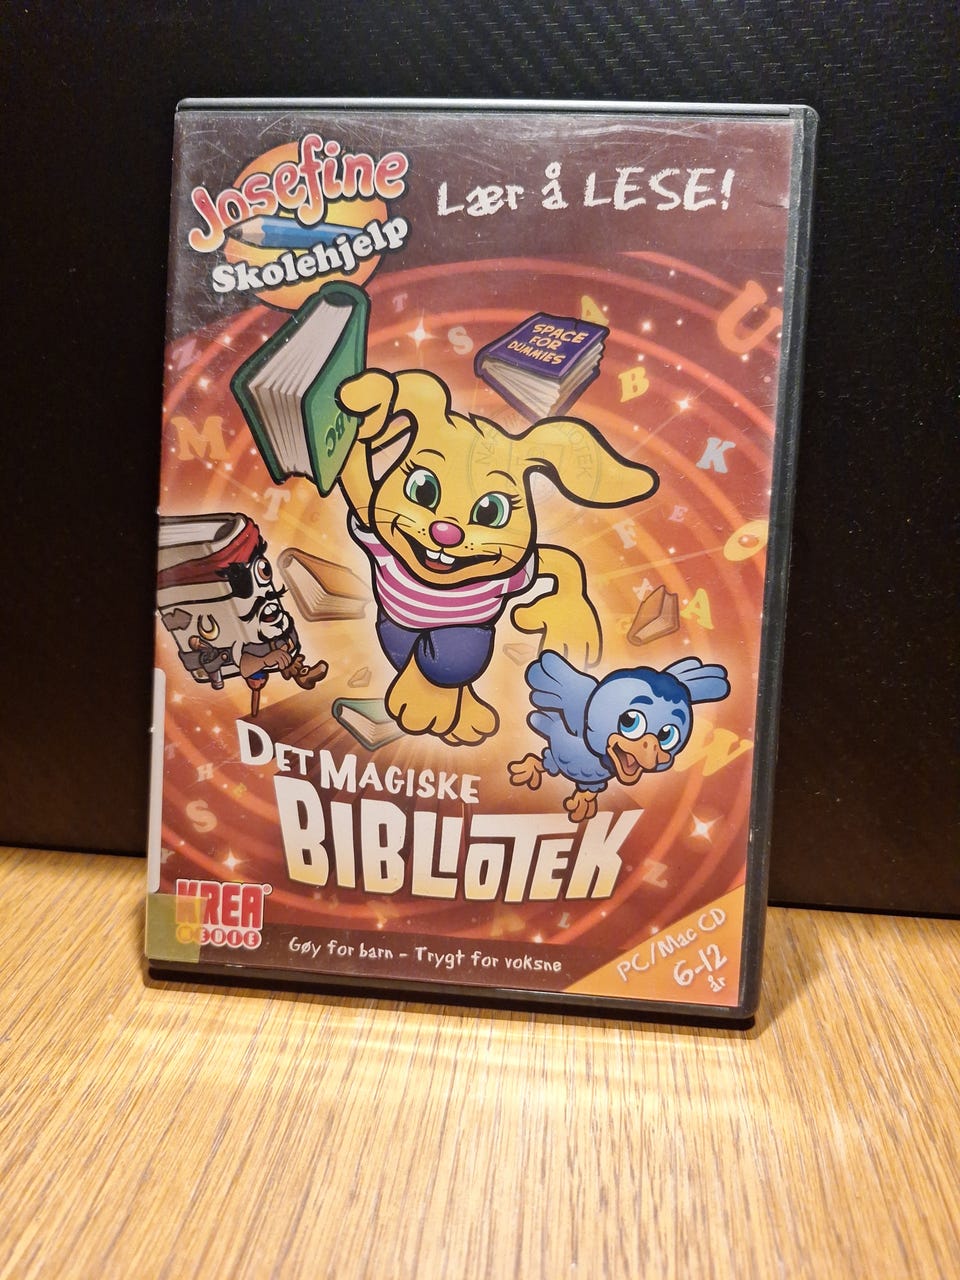 Josefine
Skolehjelp
Lær å LESE!
SPACE
FOR
DUMMIES
ABC
DET MAGISKE
BIBLIOTEK
KREA®
MEDIE
Gøy for barn - Trygt for voksne
PC/Mac CD
6-12
år